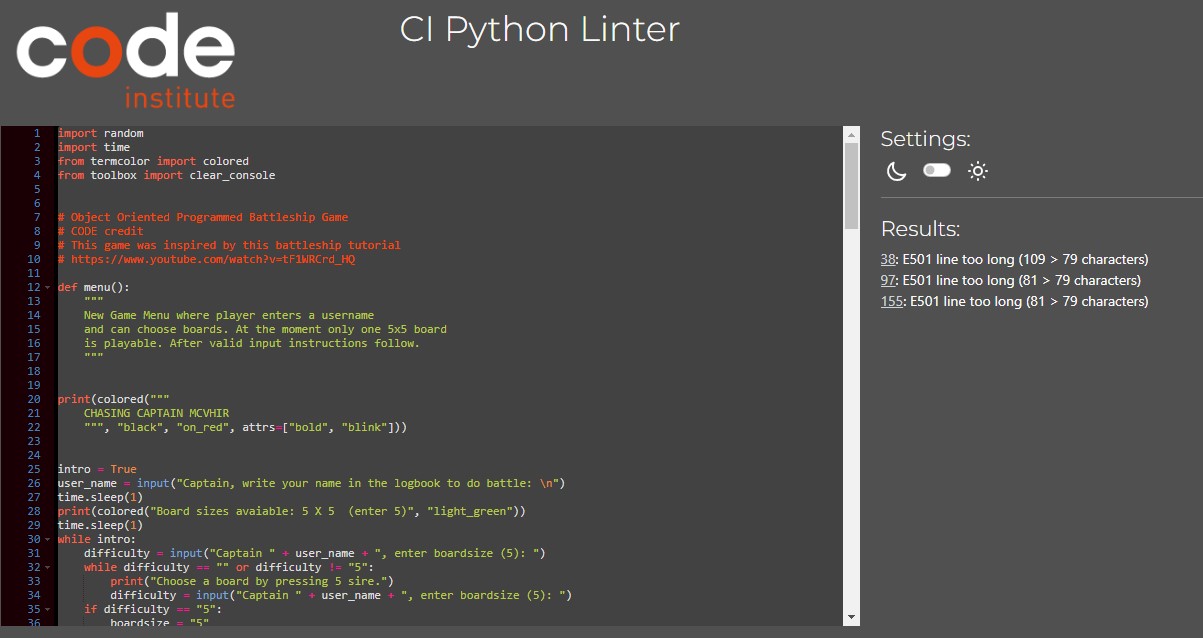 code
institute
CI Python Linter
1 import random
2 import time
3 from termcolor import colored
4 from toolbox import clear_console
5
6
7 # Object Oriented Programmed Battleship Game
8 # CODE credit
9 # This game was inspired by this battleship tutorial
10 # https://www.youtube.com/watch?v=tF1WRCrd_HQ
11
12 def menu():
13     """
14     New Game Menu where player enters a username
15     and can choose boards. At the moment only one 5x5 board
16     is playable. After valid input instructions follow.
17     """
18
19
20 print(colored("""
21     CHASING CAPTAIN MCVHIR
22     """, "black", "on_red", attrs=["bold", "blink"]))
23
24
25 intro = True
26 user_name = input("Captain, write your name in the logbook to do battle: \n")
27 time.sleep(1)
28 print(colored("Board sizes avaiable: 5 X 5  (enter 5)", "light_green"))
29 time.sleep(1)
30 while intro:
31     difficulty = input("Captain " + user_name + ", enter boardsize (5): ")
32     while difficulty == "" or difficulty != "5":
33         print("Choose a board by pressing 5 sire.")
34         difficulty = input("Captain " + user_name + ", enter boardsize (5): ")
35     if difficulty == "5":
36         boardsize = "5"
Settings:
Results:
38: E501 line too long (109 > 79 characters)
97: E501 line too long (81 > 79 characters)
155: E501 line too long (81 > 79 characters)